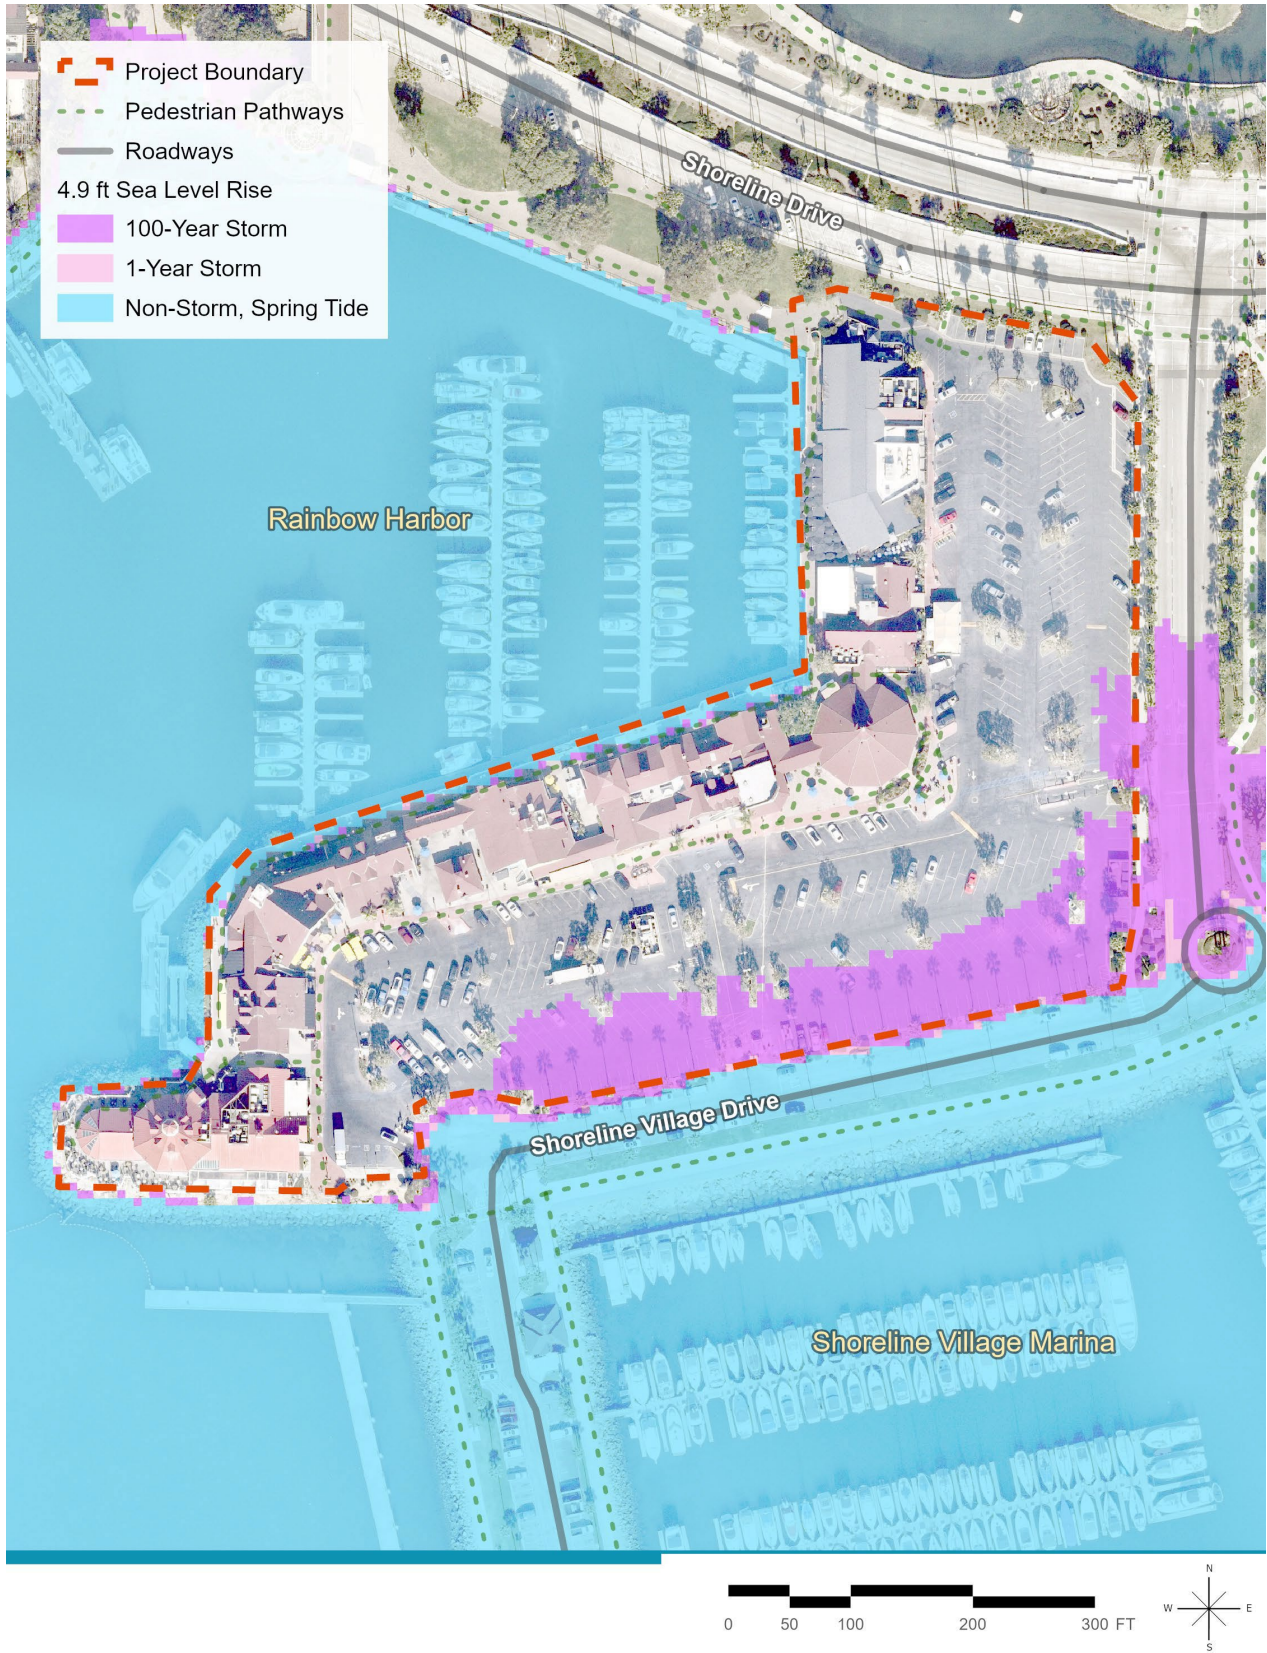 Project Boundary
Pedestrian Pathways
Roadways
4.9 ft Sea Level Rise
100-Year Storm
1-Year Storm
Non-Storm, Spring Tide
Shoreline Drive
Rainbow Harbor
Shoreline Village Drive
Shoreline Village Marina
0 50 100 200 300 FT
N
W E
S